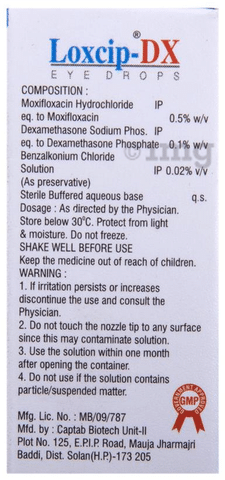 Loxcip-DX®
EYE DROPS
COMPOSITION :
Moxifloxacin Hydrochloride IP
eq. to Moxifloxacin 0.5% w/v
Dexamethasone Sodium Phos. IP
eq. to Dexamethasone Phosphate 0.1% w/v
Benzalkonium Chloride
Solution IP 0.02% v/v
(As preservative)
Sterile Buffered aqueous base q.s.
Dosage : As directed by the Physician.
Store below 30°C. Protect from light
& moisture. Do not freeze.
SHAKE WELL BEFORE USE
Keep the medicine out of reach of children.
WARNING :
1. If irritation persists or increases
discontinue the use and consult the
Physician.
2. Do not touch the nozzle tip to any surface
since this may contaminate solution.
3. Use the solution within one month
after opening the container.
4. Do not use if the solution contains
particle/suspended matter.
GMP
Mfg. Lic. No. : MB/09/787
Mfd. by : Captab Biotech Unit-II
Plot No. 125, E.P.I.P. Road, Mauja Jharmajri
Baddi, Dist. Solan(H.P.)-173 205